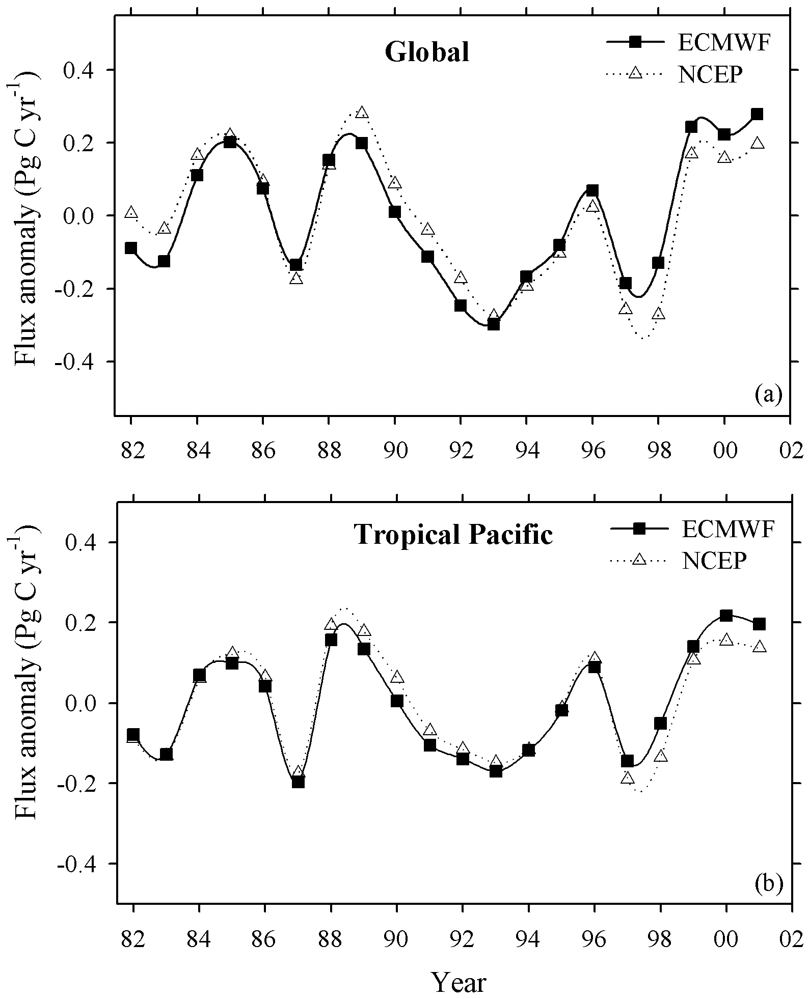 Global
ECMWF
NCEP
Flux anomaly (Pg C yr-1)
0.4
0.2
0.0
-0.2
-0.4
(a)
82 84 86 88 90 92 94 96 98 00 02
Tropical Pacific
ECMWF
NCEP
Flux anomaly (Pg C yr-1)
0.4
0.2
0.0
-0.2
-0.4
(b)
82 84 86 88 90 92 94 96 98 00 02
Year